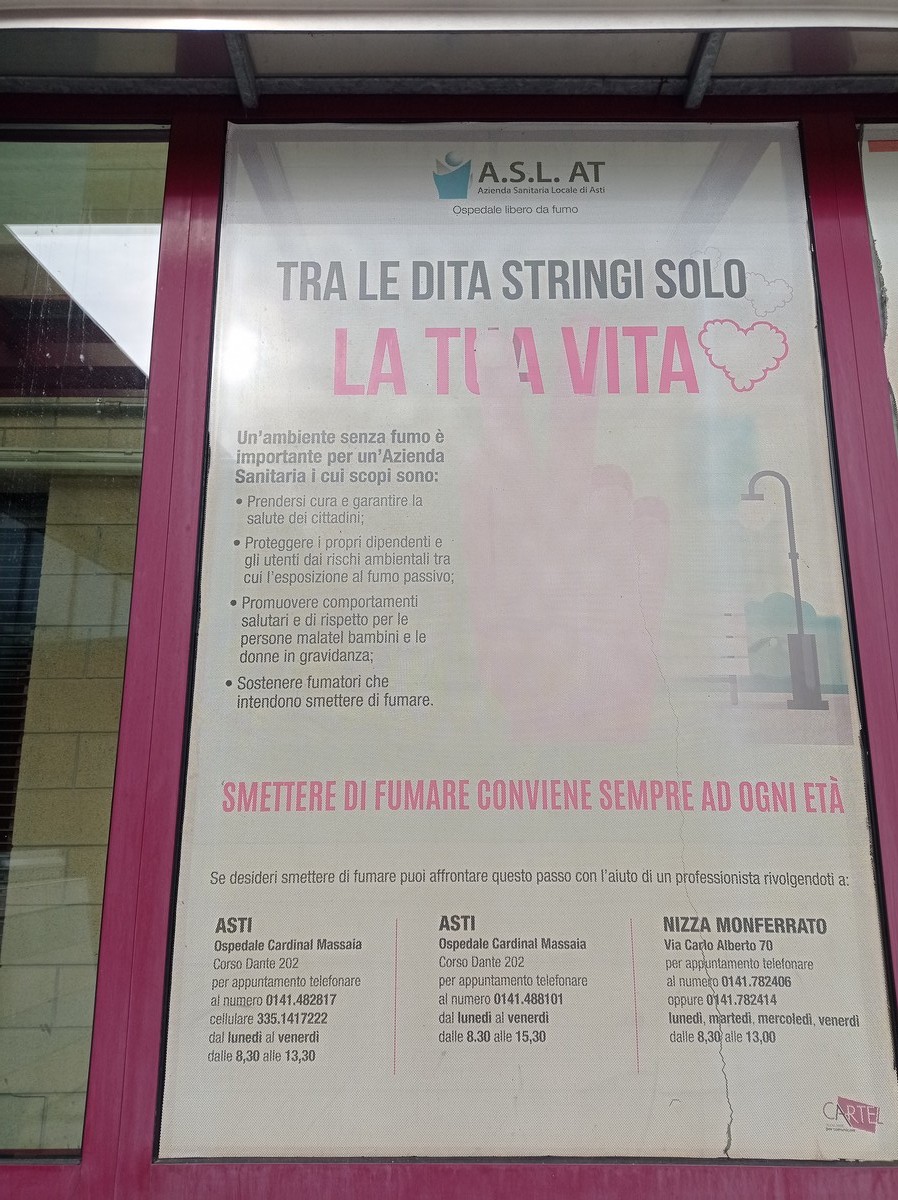 A.S.L. AT
Azienda Sanitaria Locale di Asti
Ospedale libero da fumo
TRA LE DITA STRINGI SOLO
LA TUA VITA
Un'ambiente senza fumo è
importante per un'Azienda
Sanitaria i cui scopi sono:
• Prendersi cura e garantire la
salute dei cittadini;
• Proteggere i propri dipendenti e
gli utenti dai rischi ambientali tra
cui l'esposizione al fumo passivo;
• Promuovere comportamenti
salutari e di rispetto per le
persone malatel bambini e le
donne in gravidanza;
• Sostenere fumatori che
intendono smettere di fumare.
SMETTERE DI FUMARE CONVIENE SEMPRE AD OGNI ETÀ
Se desideri smettere di fumare puoi affrontare questo passo con l'aiuto di un professionista rivolgendoti a:
ASTI
Ospedale Cardinal Massaia
Corso Dante 202
per appuntamento telefonare
al numero 0141.482817
cellulare 335.1417222
dal lunedì al venerdì
dalle 8,30 alle 13,30
ASTI
Ospedale Cardinal Massaia
Corso Dante 202
per appuntamento telefonare
al numero 0141.488101
dal lunedì al venerdì
dalle 8.30 alle 15,30
NIZZA MONFERRATO
Via Carlo Alberto 70
per appuntamento telefonare
al numero 0141.782406
oppure 0141.782414
lunedì, martedì, mercoledì, venerdì
dalle 8,30 alle 13,00
CARTEL